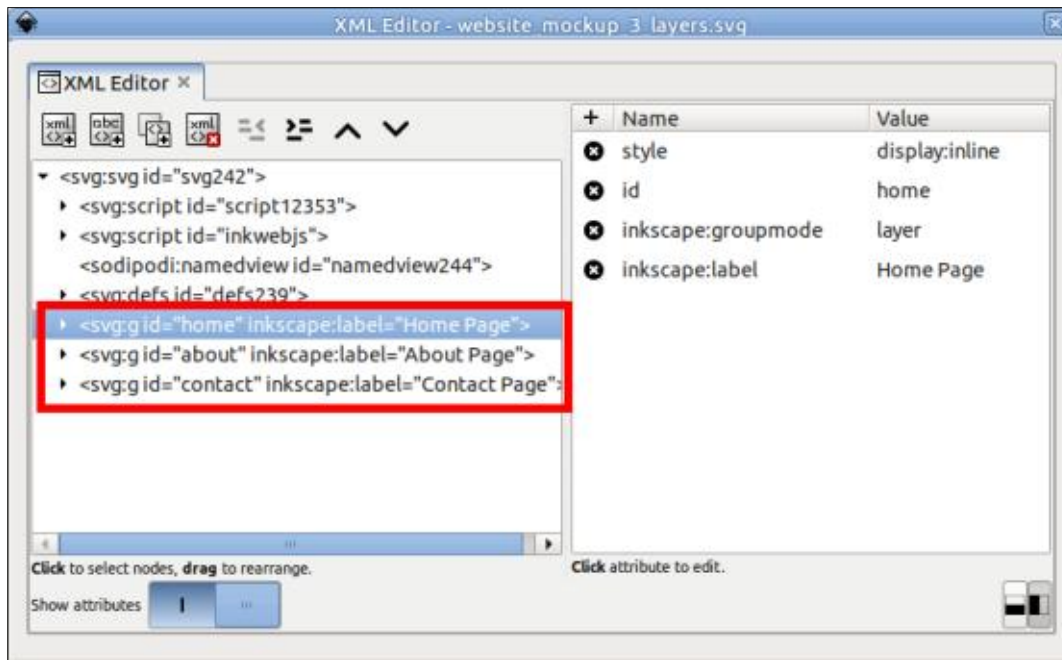 XML Editor - website_mockup_3_layers.svg
XML Editor ×
xml abc xml
<svg:svg id="svg242">
<svg:script id="script12353">
<svg:script id="inkwebjs">
<sodipodi:namedview id="namedview244">
<svg:defs id="defs239">
<svg:g id="home" inkscape:label="Home Page">
<svg:g id="about" inkscape:label="About Page">
<svg:g id="contact" inkscape:label="Contact Page">
Click to select nodes, drag to rearrange.
Show attributes
+ Name Value
style display:inline
id home
inkscape:groupmode layer
inkscape:label Home Page
Click attribute to edit.